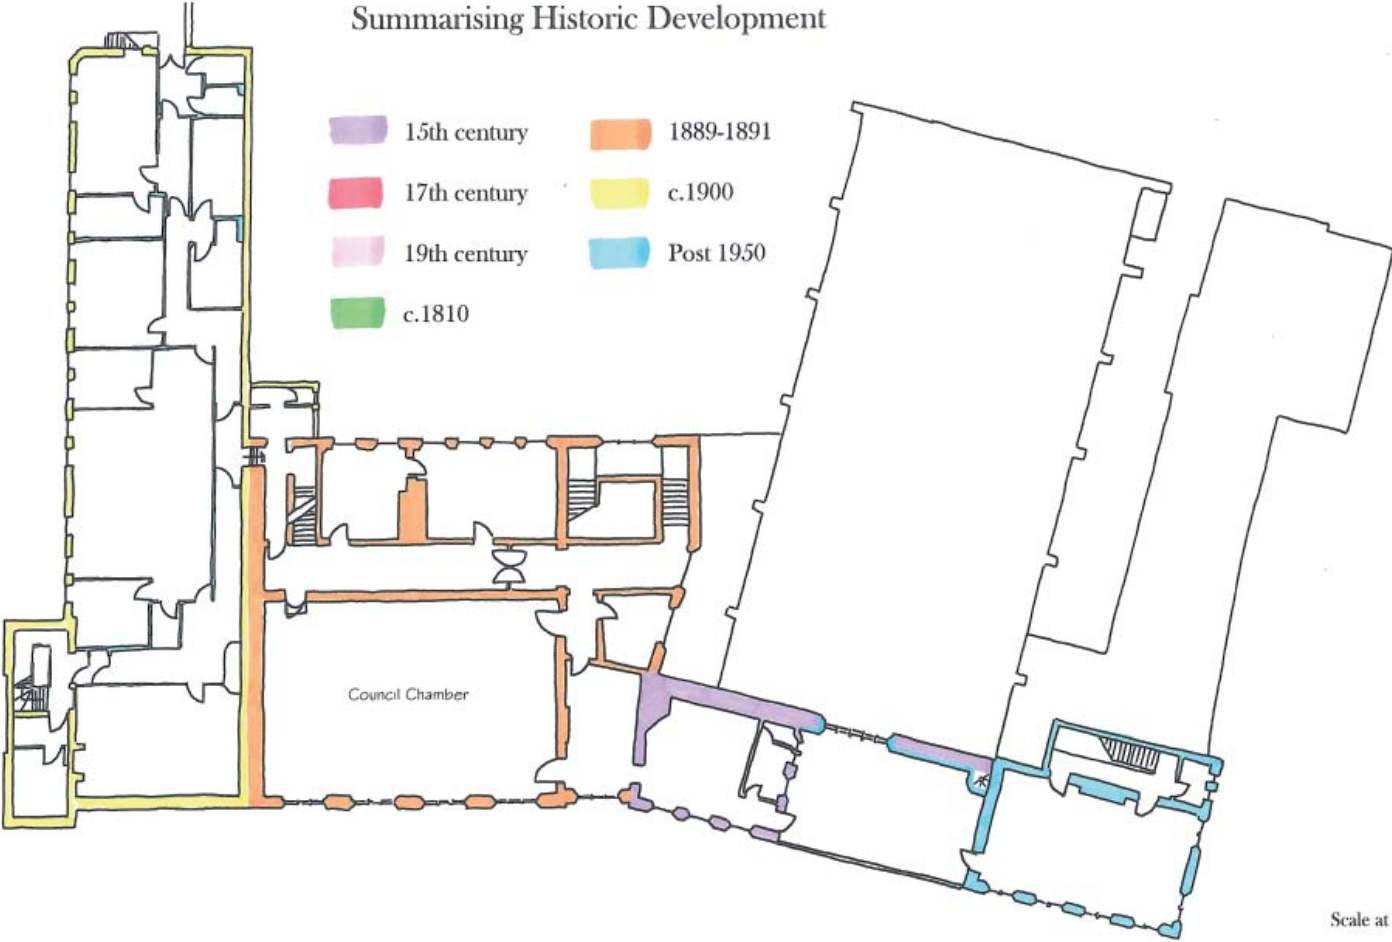 Summarising Historic Development
15th century
1889-1891
17th century
c.1900
19th century
Post 1950
c.1810
Council Chamber
Scale at